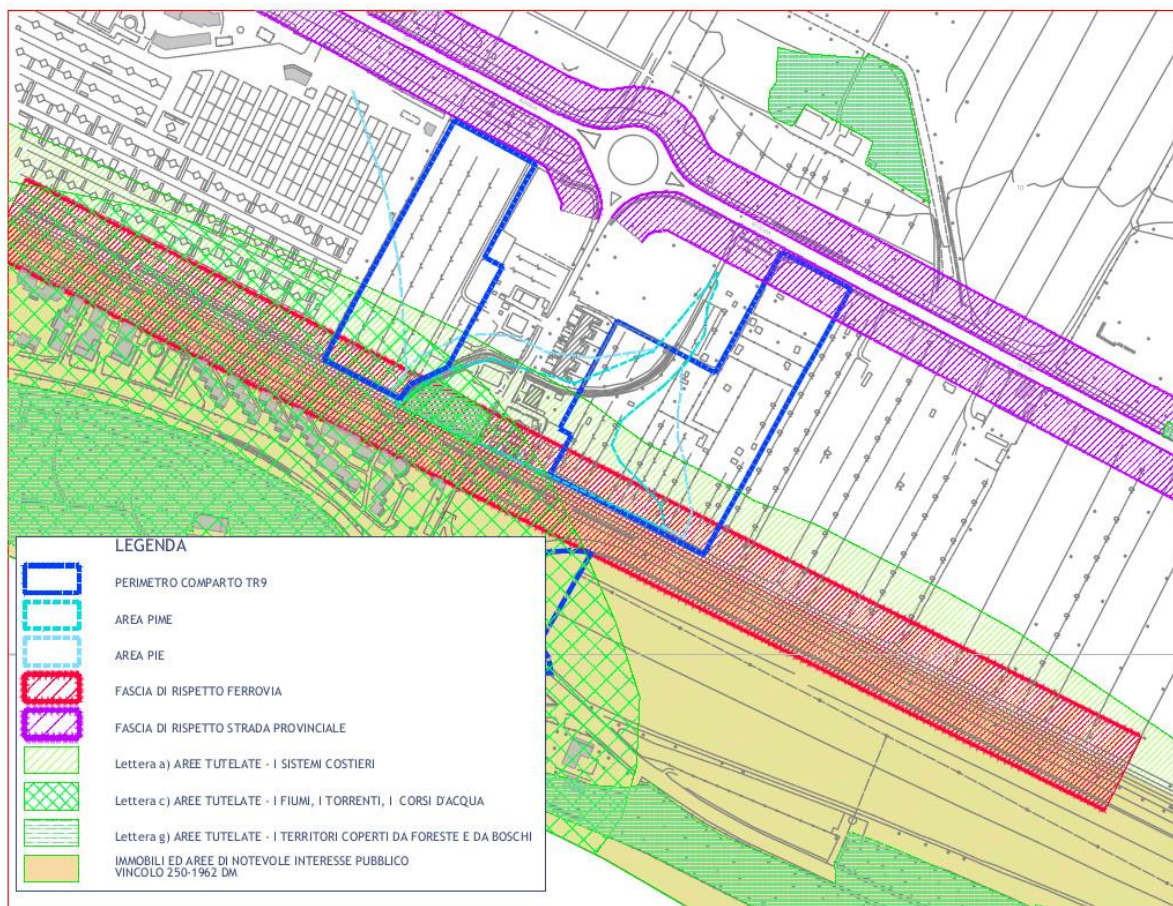 LEGENDA
PERIMETRO COMPARTO TR9
AREA PIME
AREA PIE
FASCIA DI RISPETTO FERROVIA
FASCIA DI RISPETTO STRADA PROVINCIALE
Lettera a) AREE TUTELATE - I SISTEMI COSTIERI
Lettera c) AREE TUTELATE - I FIUMI, I TORRENTI, I CORSI D'ACQUA
Lettera g) AREE TUTELATE - I TERRITORI COPERTI DA FORESTE E DA BOSCHI
IMMOBILI ED AREE DI NOTEVOLE INTERESSE PUBBLICO
VINCOLO 250-1962 DM